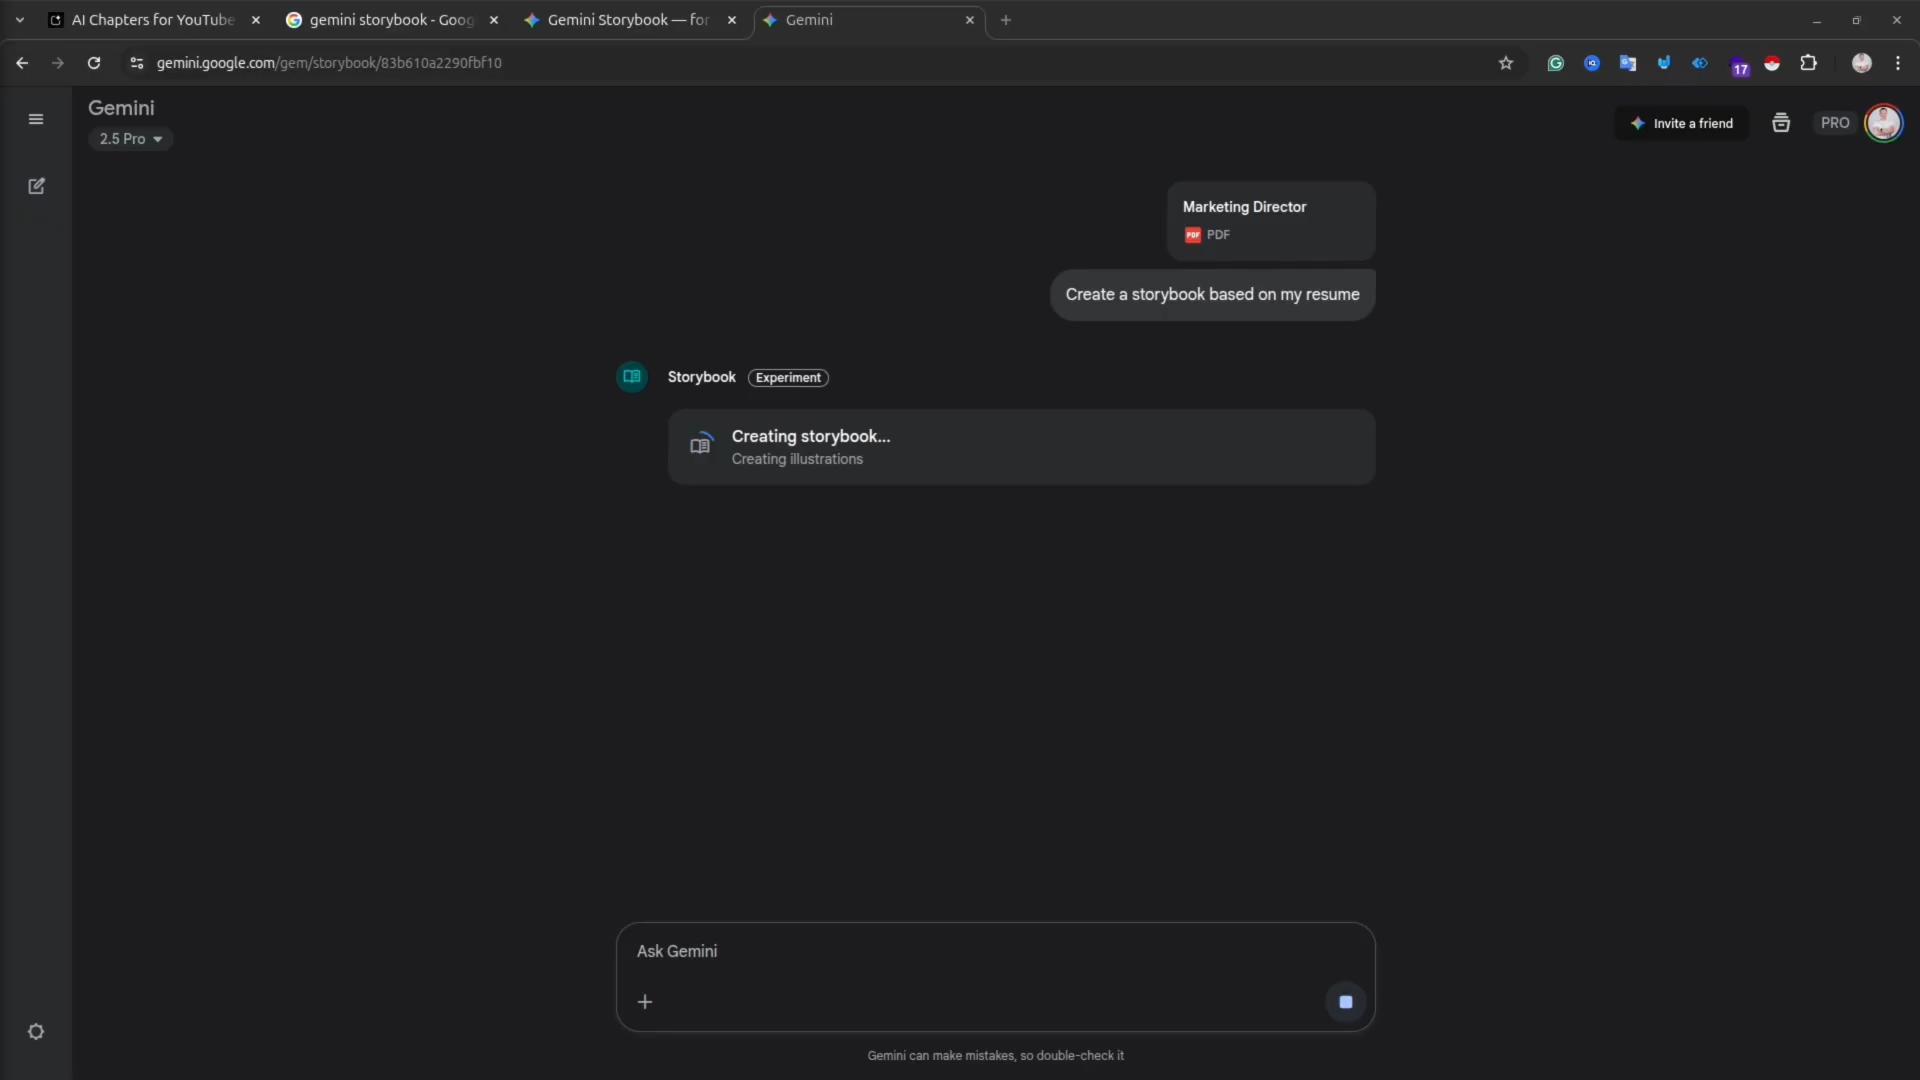 AI Chapters for YouTube
gemini storybook - Goog
Gemini Storybook — for
Gemini
gemini.google.com/gem/storybook/83b610a2290fbf10
17
Gemini
2.5 Pro
Invite a friend
PRO
Marketing Director
PDF
PDF
Create a storybook based on my resume
Storybook
Experiment
Creating storybook...
Creating illustrations
Ask Gemini
Gemini can make mistakes, so double-check it